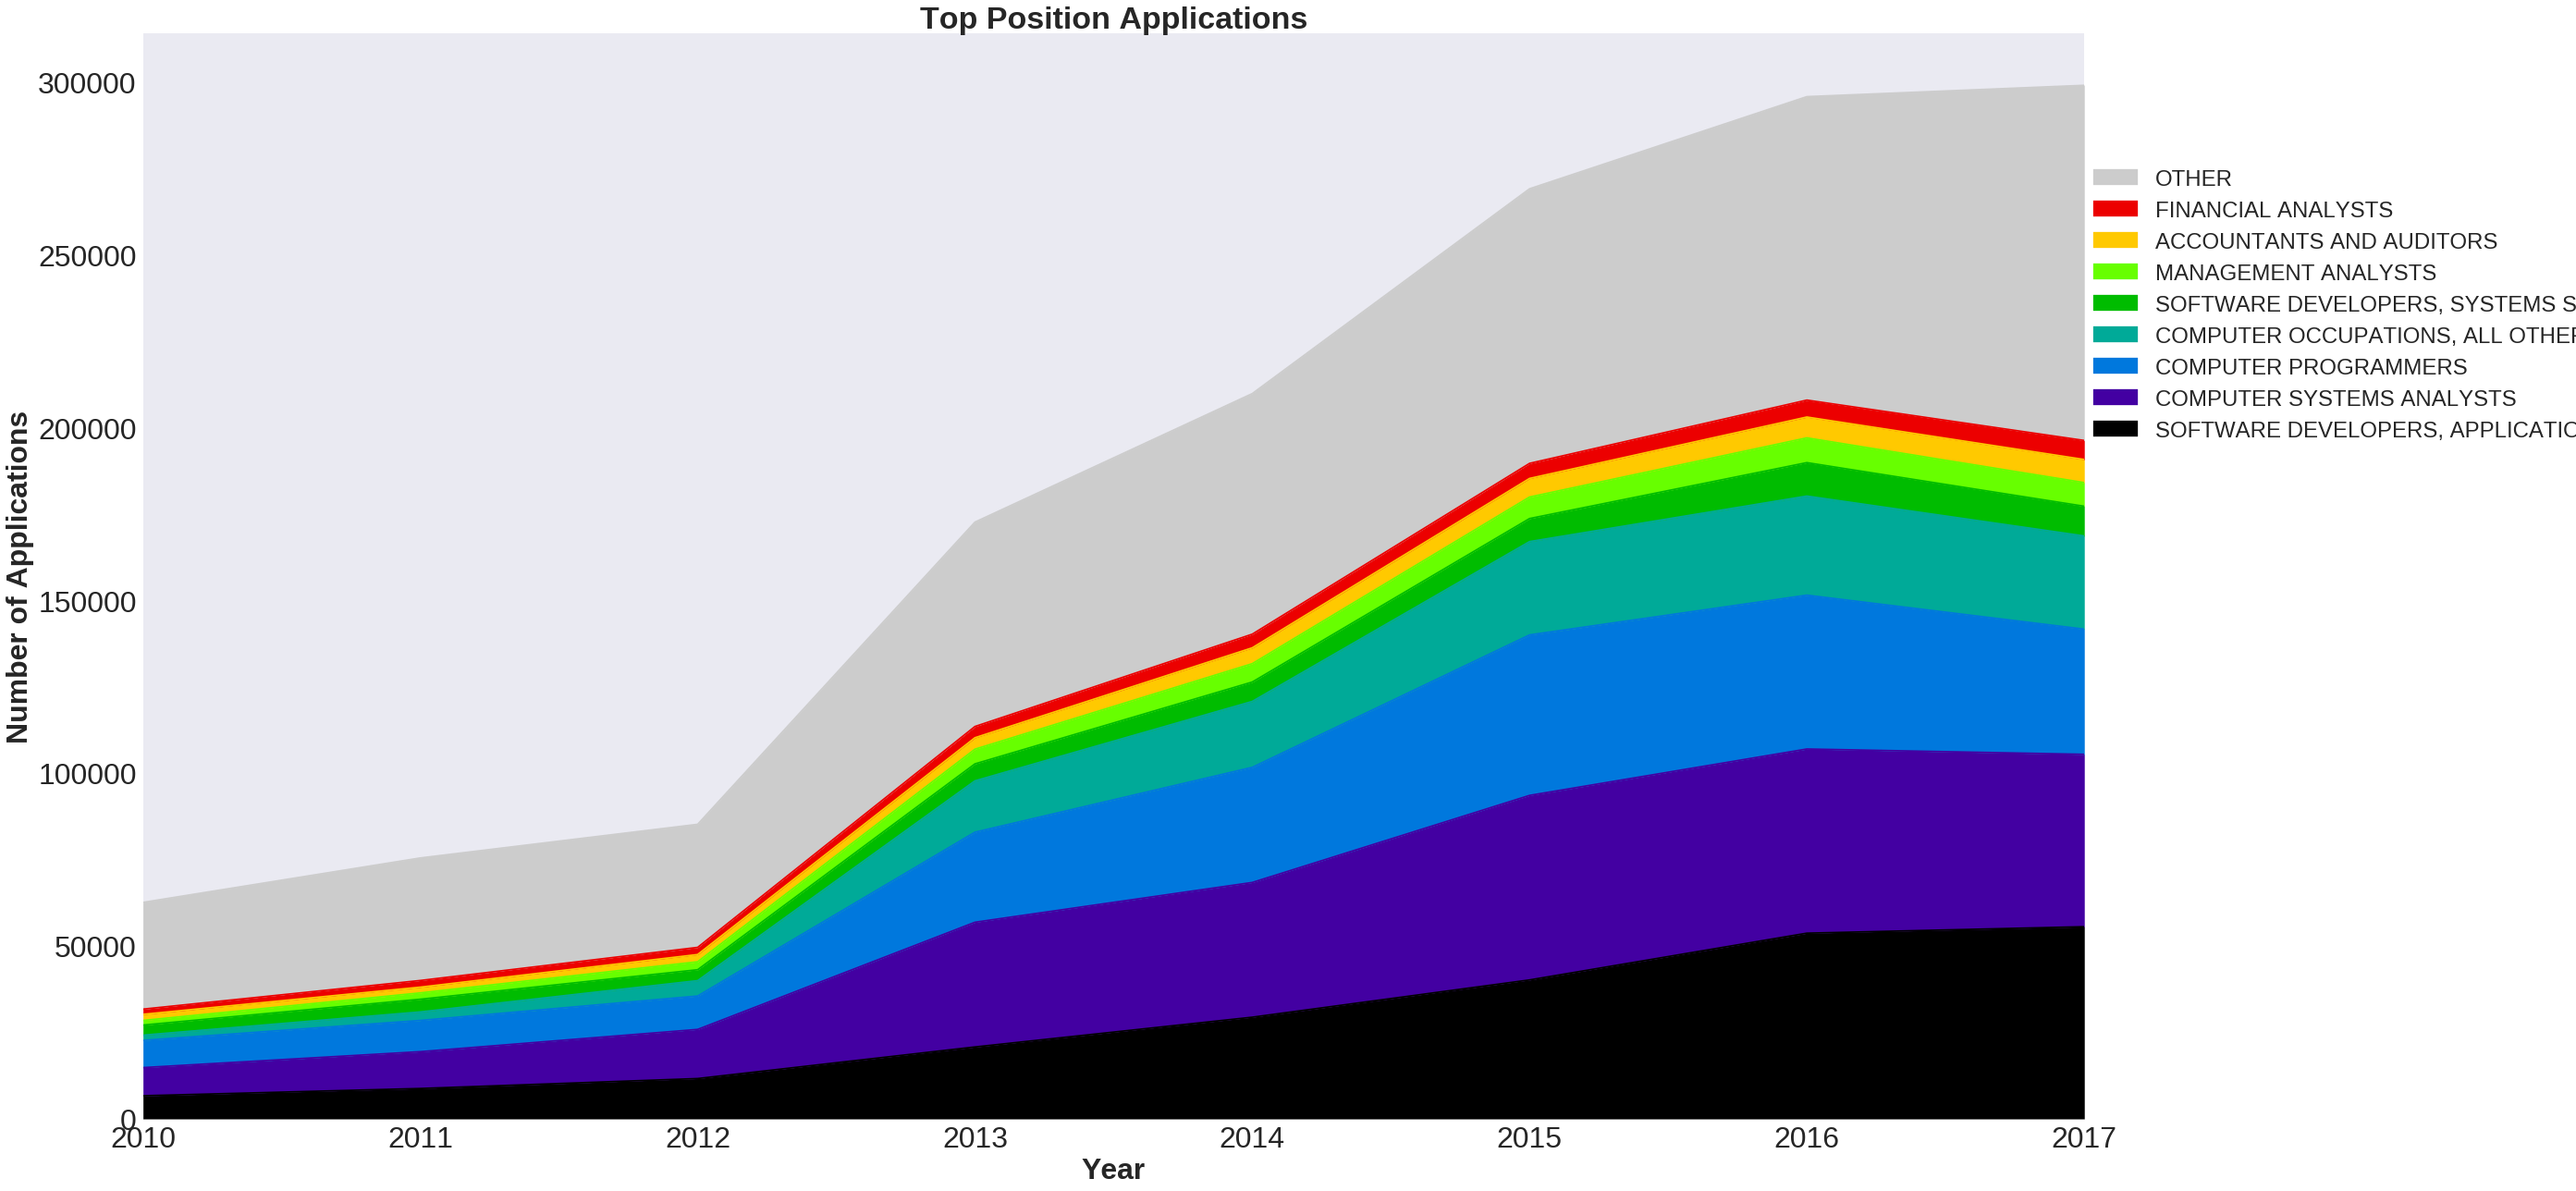 Top Position Applications
300000
250000
200000
150000
100000
50000
0
Number of Applications
2010 2011 2012 2013 2014 2015 2016 2017
Year
OTHER
FINANCIAL ANALYSTS
ACCOUNTANTS AND AUDITORS
MANAGEMENT ANALYSTS
SOFTWARE DEVELOPERS, SYSTEMS S
COMPUTER OCCUPATIONS, ALL OTHER
COMPUTER PROGRAMMERS
COMPUTER SYSTEMS ANALYSTS
SOFTWARE DEVELOPERS, APPLICATIO